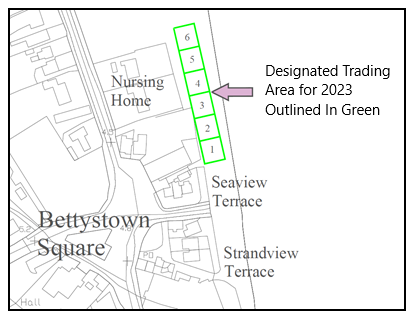 6
5
4
3
2
1
Nursing
Home
Designated Trading
Area for 2023
Outlined In Green
Seaview
Terrace
Bettystown
Square
Strandview
Terrace
PO
Hall